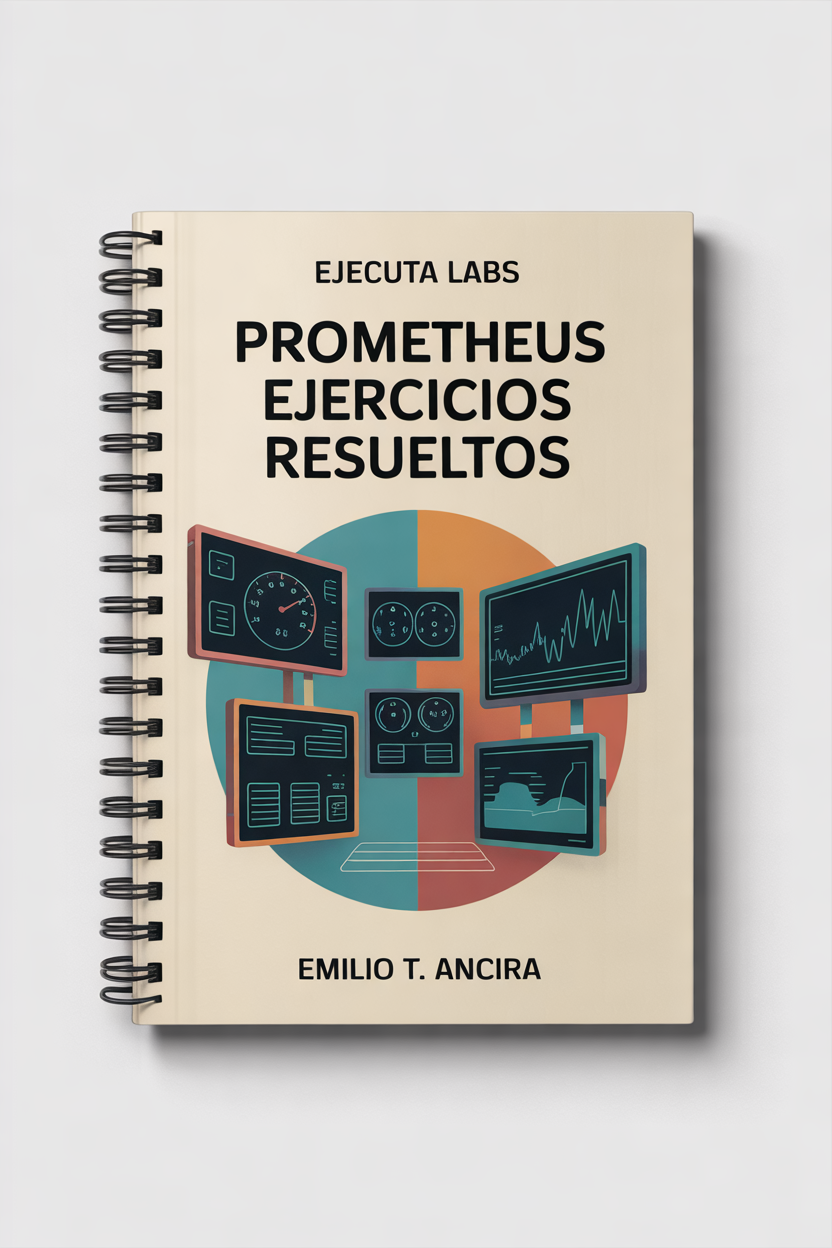 EJECUTA LABS
PROMETHEUS
EJERCICIOS
RESUELTOS
EMILIO T. ANCIRA